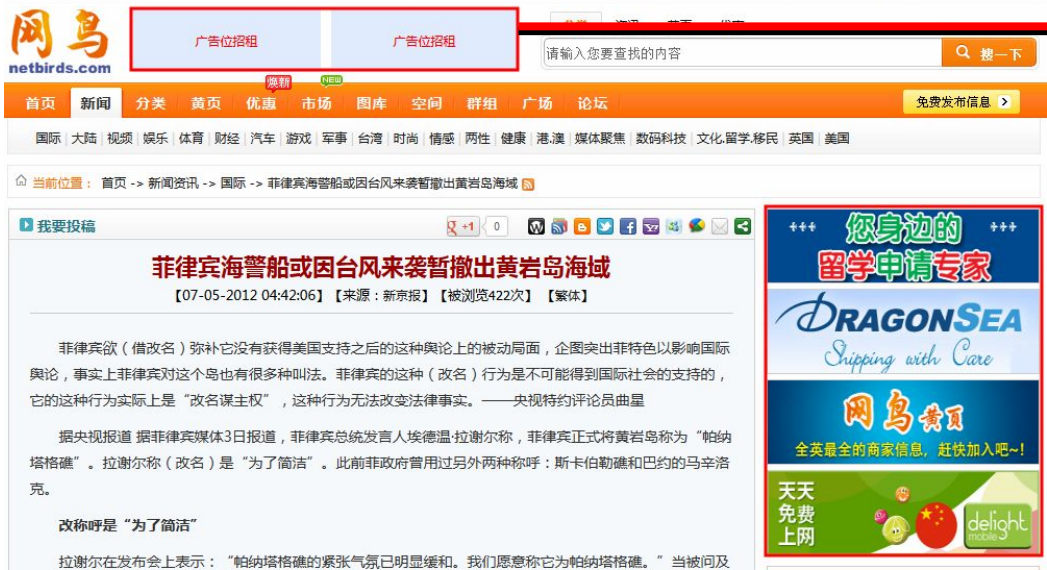 网鸟
netbirds.com
广告位招租
广告位招租
请输入您要查找的内容
搜一下
焕新
NEW
首页 新闻 分类 黄页 优惠 市场 图库 空间 群组 广场 论坛
免费发布信息
国际 大陆 视频 娱乐 体育 财经 汽车 游戏 军事 台湾 时尚 情感 两性 健康 港.澳 媒体聚焦 数码科技 文化.留学.移民 英国 美国
当前位置： 首页 -> 新闻资讯 -> 国际 -> 菲律宾海警船或因台风来袭暂撤出黄岩岛海域
我要投稿
+1 0
菲律宾海警船或因台风来袭暂撤出黄岩岛海域
【07-05-2012 04:42:06】【来源：新京报】【被浏览422次】 【繁体】
菲律宾欲（借改名）弥补它没有获得美国支持之后的这种舆论上的被动局面，企图突出菲特色以影响国际
舆论，事实上菲律宾对这个岛也有很多种叫法。菲律宾的这种（改名）行为是不可能得到国际社会的支持的，
它的这种行为实际上是“改名谋主权”，这种行为无法改变法律事实。——央视特约评论员曲星
据央视报道 据菲律宾媒体3日报道，菲律宾总统发言人埃德温·拉谢尔称，菲律宾正式将黄岩岛称为“帕纳
塔格礁”。拉谢尔称（改名）是“为了简洁”。此前菲政府曾用过另外两种称呼：斯卡伯勒礁和巴约的马辛洛
克。
改称呼是“为了简洁”
拉谢尔在发布会上表示：“帕纳塔格礁的紧张气氛已明显缓和。我们愿意称它为帕纳塔格礁。”当被问及
+++ 您身边的 +++
留学申请专家
DRAGONSEA
Shipping with Care
网鸟黄页
全英最全的商家信息，赶快加入吧~!
天天
免费
上网
delight
mobile